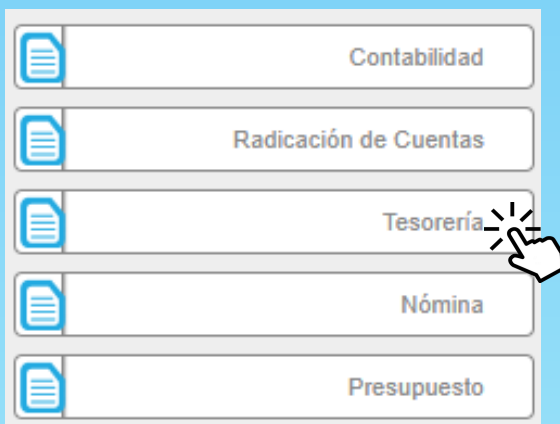 Contabilidad
Radicación de Cuentas
Tesorería
Nómina
Presupuesto